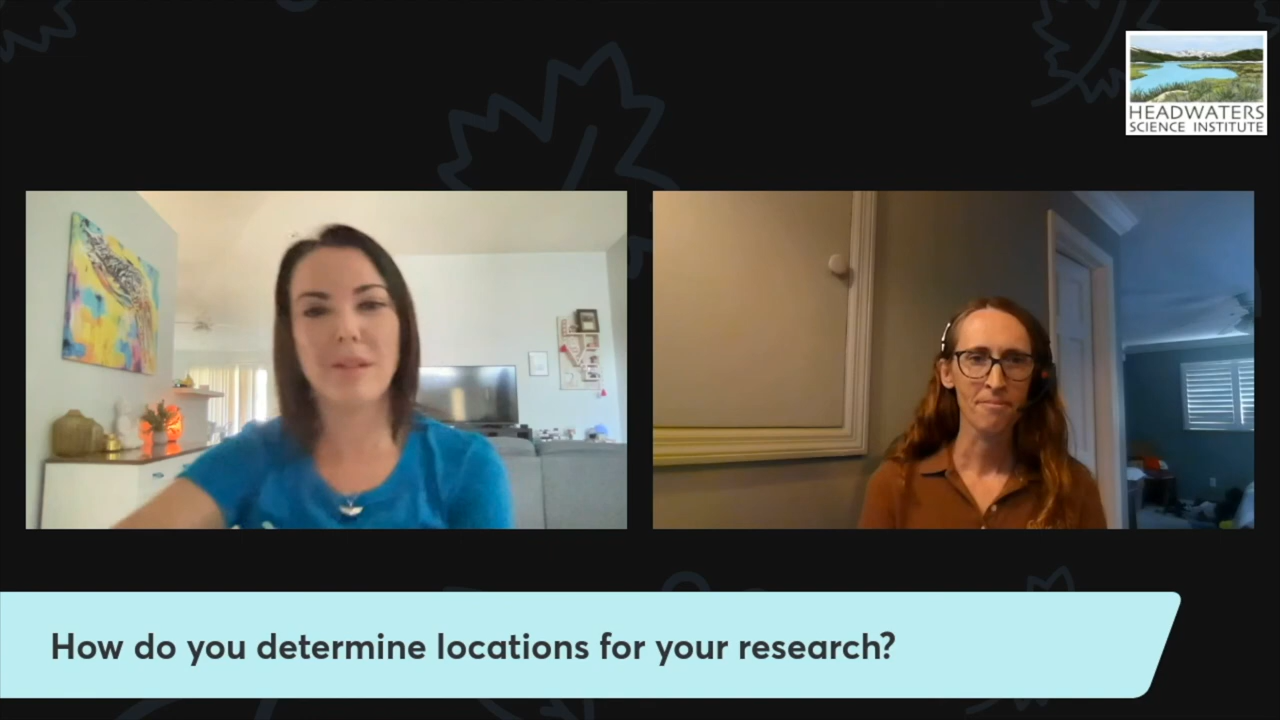 HEADWATERS
SCIENCE INSTITUTE
How do you determine locations for your research?